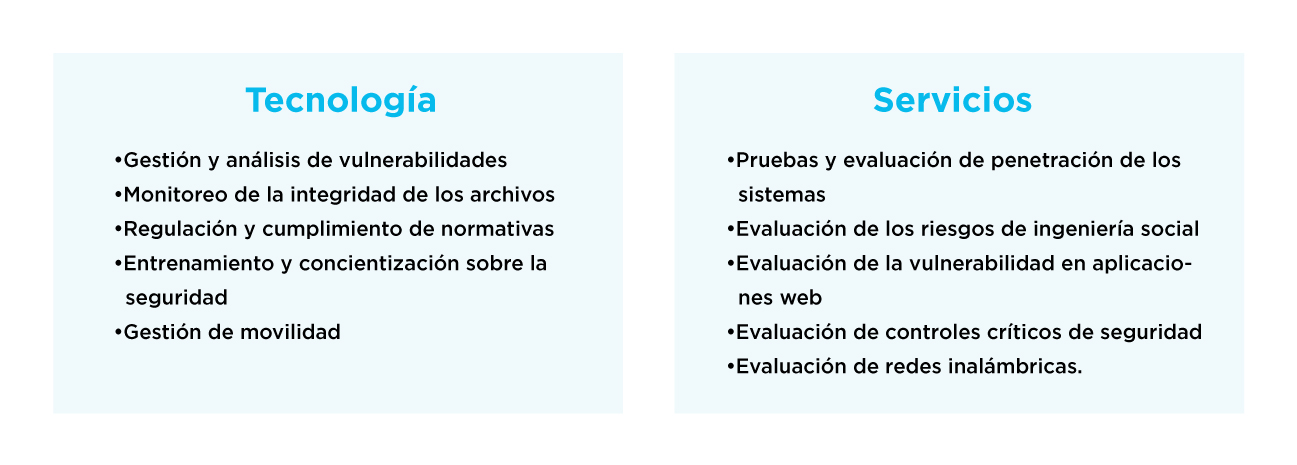 Tecnología
•Gestión y análisis de vulnerabilidades
•Monitoreo de la integridad de los archivos
•Regulación y cumplimiento de normativas
•Entrenamiento y concientización sobre la
seguridad
•Gestión de movilidad
Servicios
•Pruebas y evaluación de penetración de los
sistemas
•Evaluación de los riesgos de ingeniería social
•Evaluación de la vulnerabilidad en aplicacio-
nes web
•Evaluación de controles críticos de seguridad
•Evaluación de redes inalámbricas.